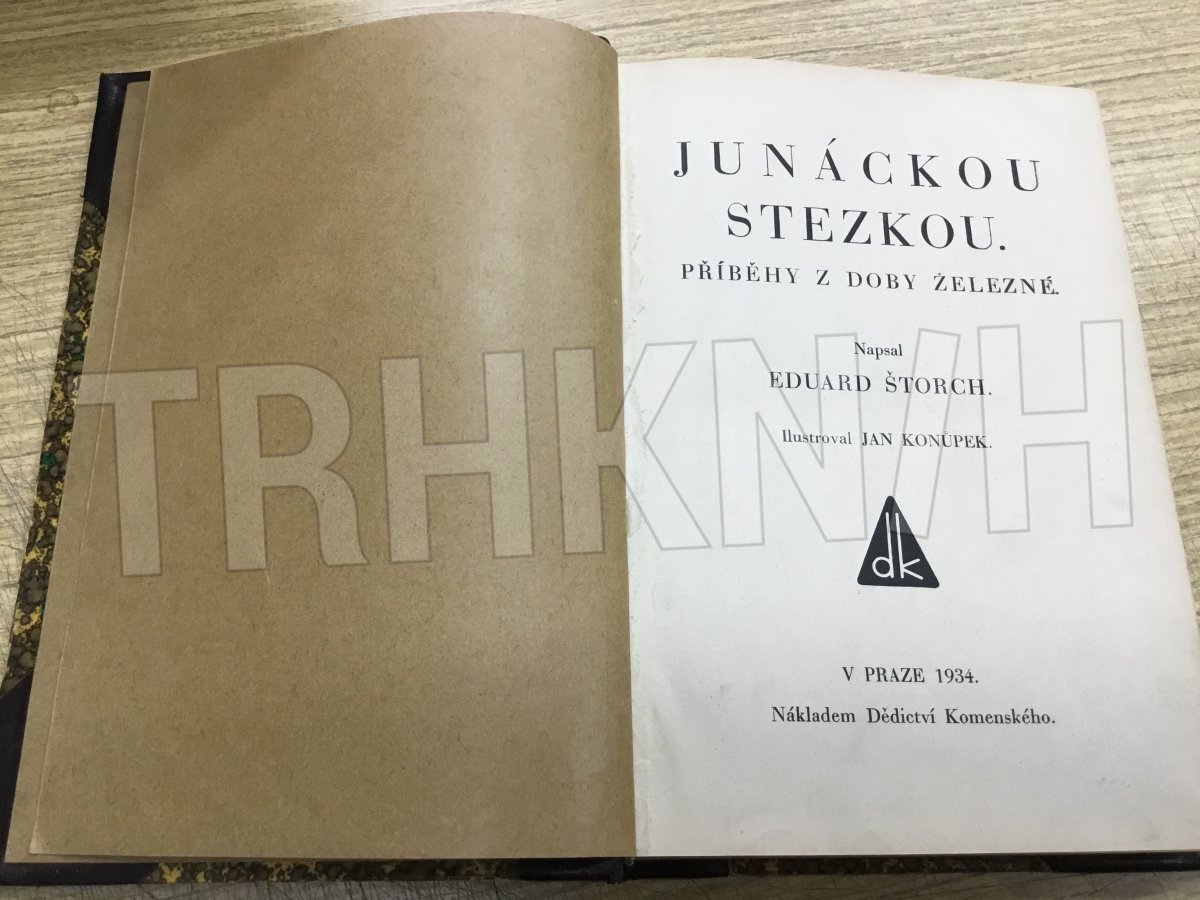 JUNÁCKOU
STEZKOU.
PŘÍBĚHY Z DOBY ŽELEZNÉ.
Napsal
EDUARD ŠTORCH.
Ilustroval JAN KONŮPEK.
TRHKNIH
dk
V PRAZE 1934.
Nákladem Dědictví Komenského.